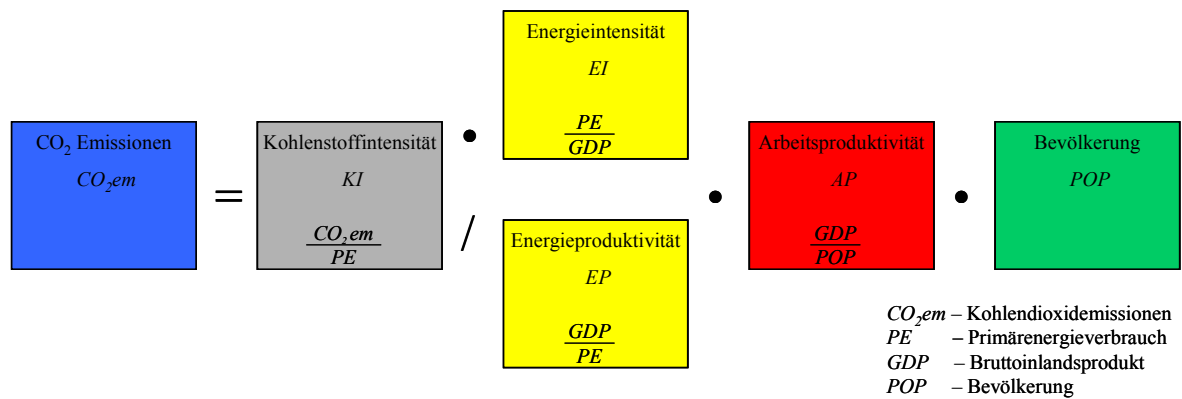 CO₂ Emissionen
CO₂em
=
Kohlenstoffintensität
KI
CO₂em
PE
•
Energieintensität
EI
PE
GDP
/
Energieproduktivität
EP
GDP
PE
•
Arbeitsproduktivität
AP
GDP
POP
•
Bevölkerung
POP
CO₂em – Kohlendioxidemissionen
PE – Primärenergieverbrauch
GDP – Bruttoinlandsprodukt
POP – Bevölkerung